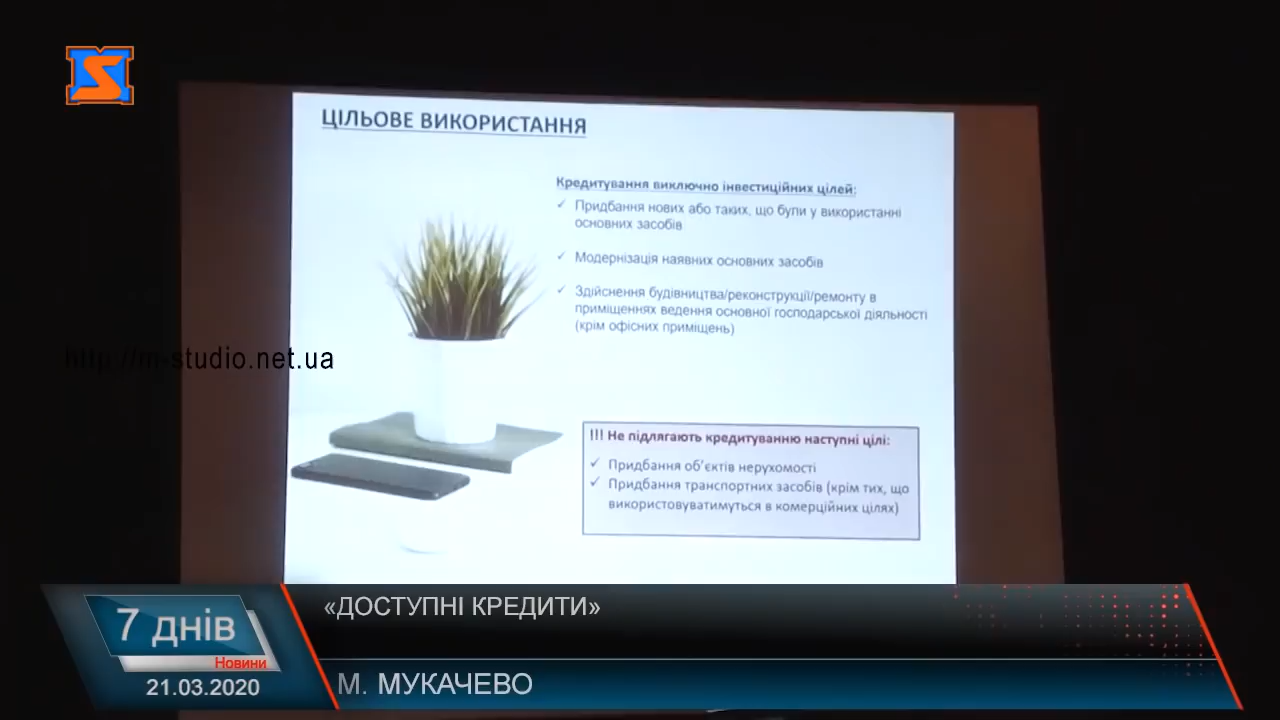 ЦІЛЬОВЕ ВИКОРИСТАННЯ
Кредитування виключно інвестиційних цілей:
✓ Придбання нових або таких, що були у використанні
основних засобів
✓ Модернізація наявних основних засобів
✓ Здійснення будівництва/реконструкції/ремонту в
приміщеннях ведення основної господарської діяльності
(крім офісних приміщень)
http://m-studio.net.ua
!!! Не підлягають кредитуванню наступні цілі:
✓ Придбання об'єктів нерухомості
✓ Придбання транспортних засобів (крім тих, що
використовуватимуться в комерційних цілях)
«ДОСТУПНІ КРЕДИТИ»
7 днів
Новини
21.03.2020
М. МУКАЧЕВО